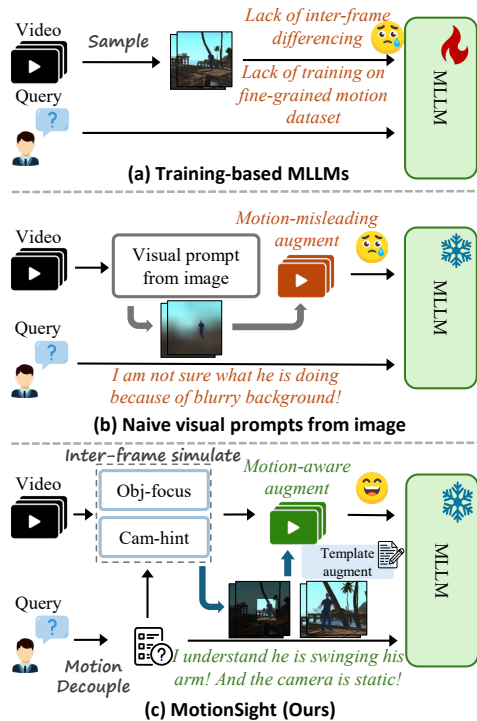 Video
Sample
Lack of inter-frame
differencing
Lack of training on
fine-grained motion
dataset
Query
?
MLLM
(a) Training-based MLLMs
Video
Visual prompt
from image
Motion-misleading
augment
Query
?
I am not sure what he is doing
because of blurry background!
MLLM
(b) Naive visual prompts from image
Inter-frame simulate
Video
Obj-focus
Cam-hint
Motion-aware
augment
Template
augment
Query
?
Motion
Decouple
?
I understand he is swinging his
arm! And the camera is static!
MLLM
(c) MotionSight (Ours)